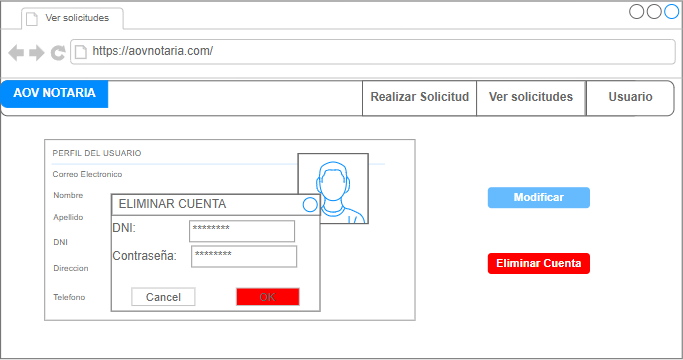 Ver solicitudes
https://aovnotaria.com/
AOV NOTARIA
Realizar Solicitud
Ver solicitudes
Usuario
PERFIL DEL USUARIO
Correo Electronico
Nombre
Apellido
DNI
Direccion
Telefono
ELIMINAR CUENTA
DNI:
********
Contraseña:
********
Cancel
OK
Modificar
Eliminar Cuenta